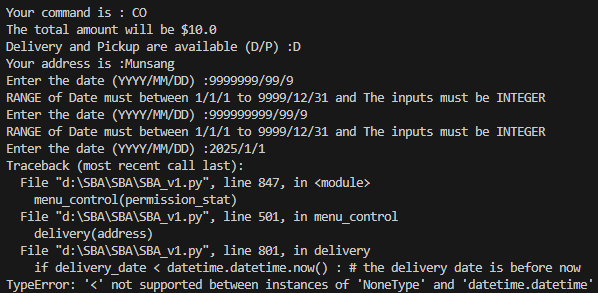 Your command is : CO
The total amount will be $10.0
Delivery and Pickup are available (D/P) :D
Your address is :Munsang
Enter the date (YYYY/MM/DD) :9999999/99/9
RANGE of Date must between 1/1/1 to 9999/12/31 and The inputs must be INTEGER
Enter the date (YYYY/MM/DD) :999999999/99/9
RANGE of Date must between 1/1/1 to 9999/12/31 and The inputs must be INTEGER
Enter the date (YYYY/MM/DD) :2025/1/1
Traceback (most recent call last):
  File "d:\SBA\SBA\SBA_v1.py", line 847, in <module>
    menu_control(permission_stat)
  File "d:\SBA\SBA\SBA_v1.py", line 501, in menu_control
    delivery(address)
  File "d:\SBA\SBA\SBA_v1.py", line 801, in delivery
    if delivery_date < datetime.datetime.now() : # the delivery date is before now
TypeError: '<' not supported between instances of 'NoneType' and 'datetime.datetime'